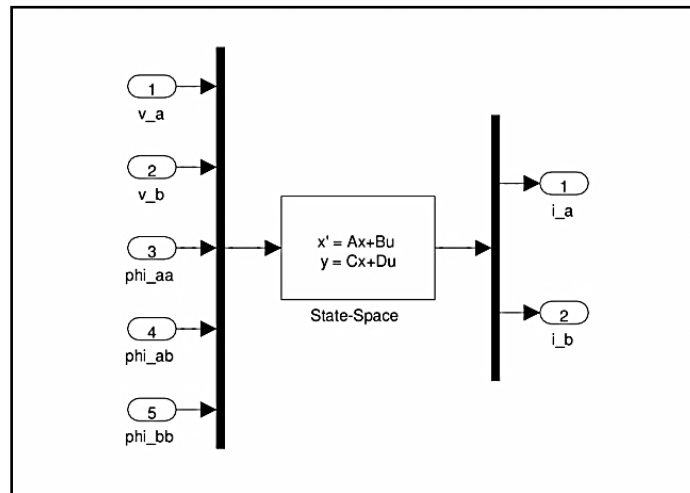 1
v_a
2
v_b
3
phi_aa
4
phi_ab
5
phi_bb
x' = Ax+Bu
y = Cx+Du
State-Space
1
i_a
2
i_b